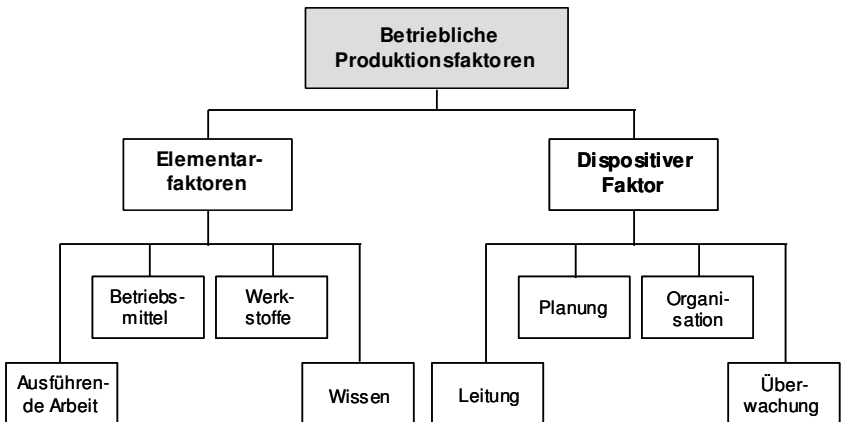 Betriebliche
Produktionsfaktoren
Elementar-
faktoren
Dispositiver
Faktor
Betriebs-
mittel
Werk-
stoffe
Planung
Organi-
sation
Ausführen-
de Arbeit
Wissen
Leitung
Über-
wachung